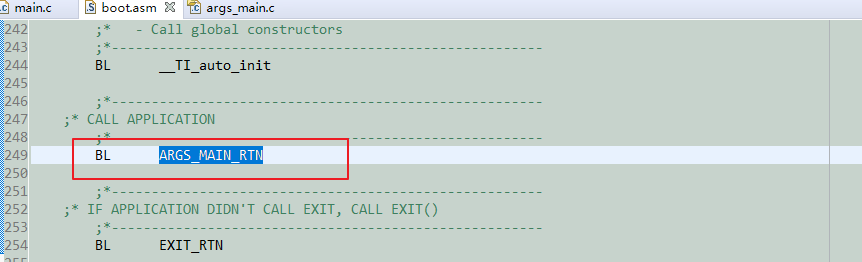 main.c boot.asm args_main.c
242 ;* - Call global constructors
243 ;*------------------------------------------------------
244 BL __TI_auto_init
245
246 ;*------------------------------------------------------
247 ;* CALL APPLICATION
248 ;*------------------------------------------------------
249 BL ARGS_MAIN_RTN
250
251 ;*------------------------------------------------------
252 ;* IF APPLICATION DIDN'T CALL EXIT, CALL EXIT()
253 ;*------------------------------------------------------
254 BL EXIT_RTN